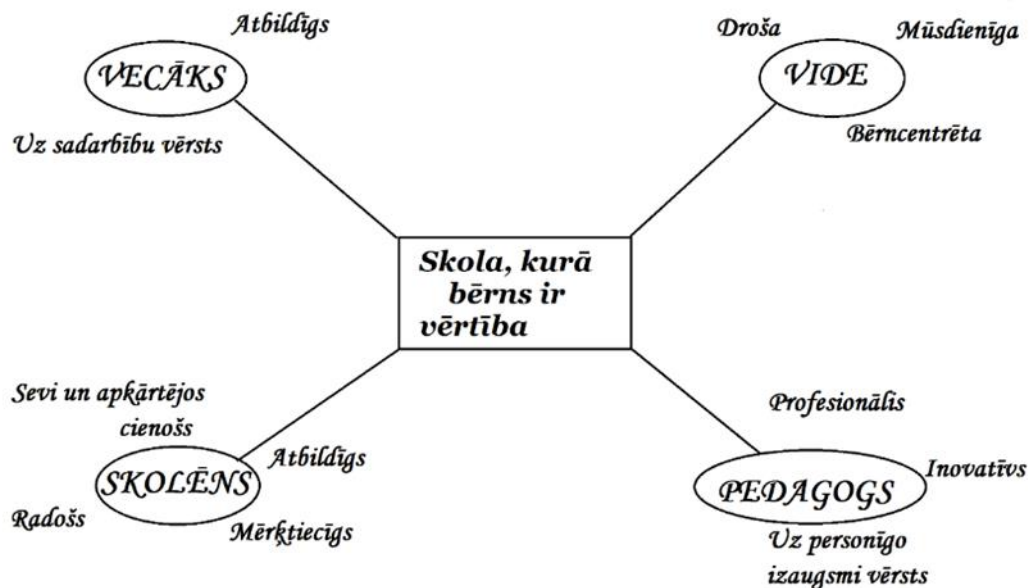 Atbildīgs
VECĀKS
Uz sadarbību vērsts
Droša
Mūsdienīga
VIDE
Bērncentrēta
Skola, kurā
bērns ir
vērtība
Sevi un apkārtējos
cienošs
Atbildīgs
SKOLĒNS
Radošs
Mērķtiecīgs
Profesionālis
Inovatīvs
PEDAGOGS
Uz personīgo
izaugsmi vērsts